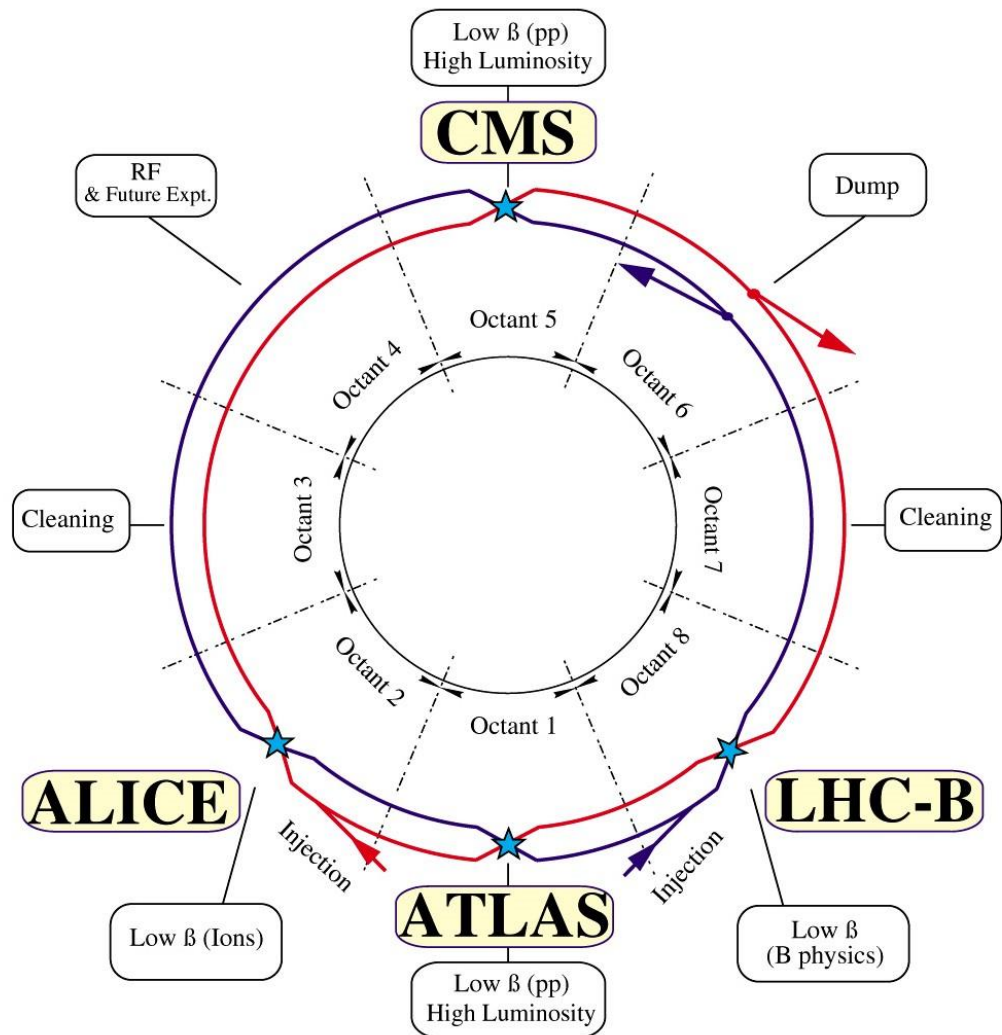 Low ß (pp)
High Luminosity
CMS
RF
& Future Expt.
Dump
Octant 5
Octant 4
Octant 6
Cleaning
Octant 3
Octant 7
Cleaning
Octant 2
Octant 8
Octant 1
ALICE
LHC-B
Injection
Injection
ATLAS
Low ß (Ions)
Low ß
(B physics)
Low ß (pp)
High Luminosity